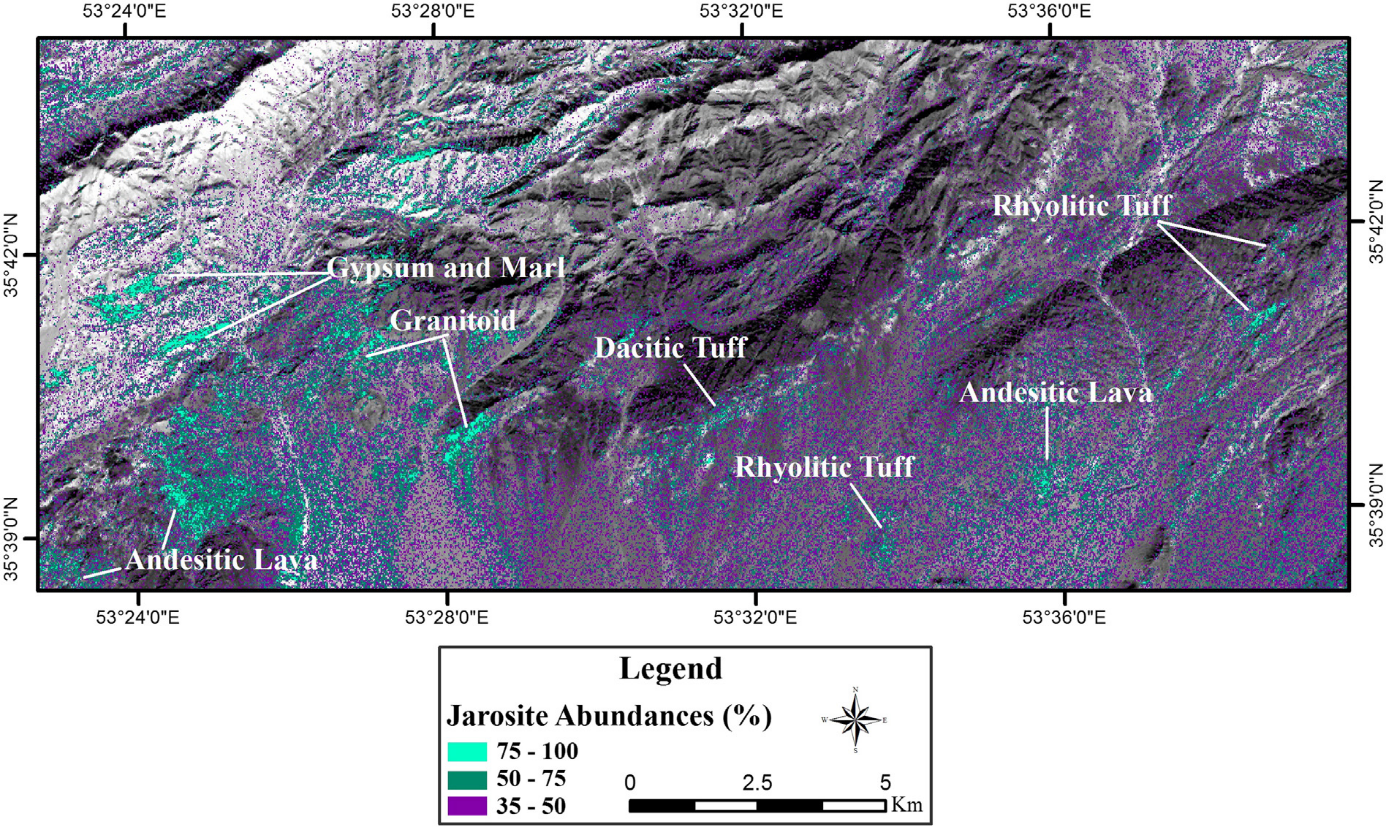 53°24'0"E 53°28'0"E 53°32'0"E 53°36'0"E
35°42'0"N
35°39'0"N
35°42'0"N
35°39'0"N
Rhyolitic Tuff
Gypsum and Marl
Granitoid
Dacitic Tuff
Andesitic Lava
Rhyolitic Tuff
Andesitic Lava
53°24'0"E 53°28'0"E 53°32'0"E 53°36'0"E
Legend
Jarosite Abundances (%)
75 - 100
50 - 75
35 - 50
N
W E
S
0 2.5 5
Km